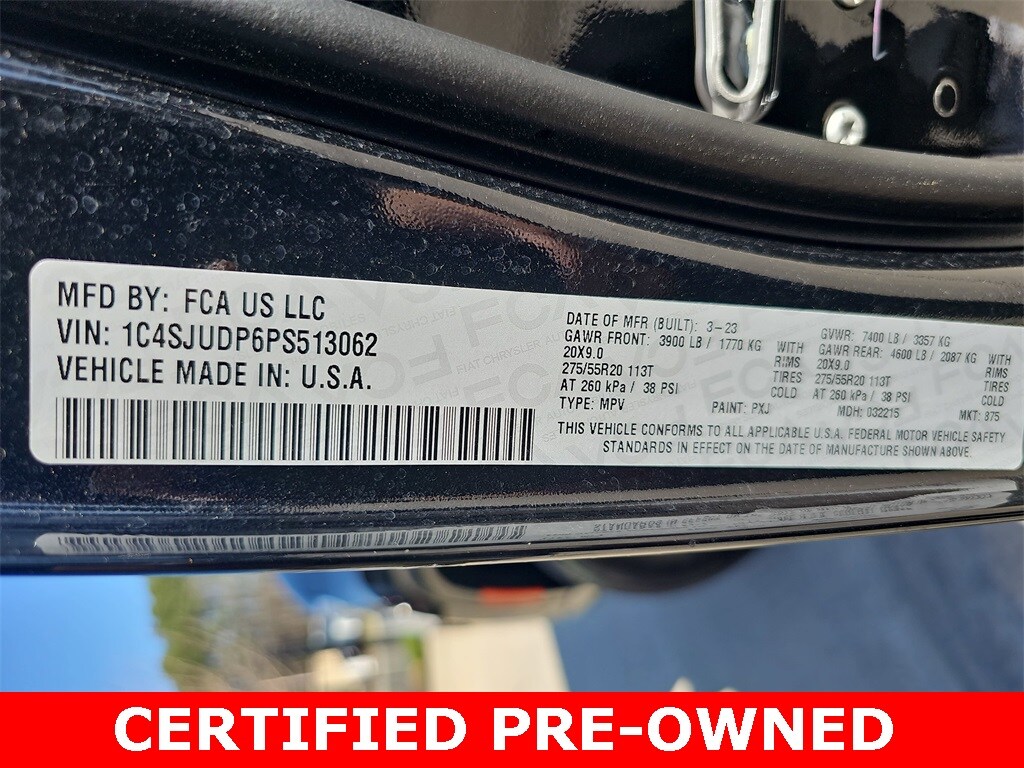 MFD BY: FCA US LLC
VIN: 1C4SJUDP6PS513062
VEHICLE MADE IN: U.S.A.
DATE OF MFR (BUILT): 3-23 GVWR: 7400 LB / 3357 KG
GAWR FRONT: 3900 LB / 1770 KG WITH GAWR REAR: 4600 LB / 2087 KG WITH
20X9.0 RIMS 20X9.0 RIMS
275/55R20 113T TIRES 275/55R20 113T TIRES
AT 260 kPa / 38 PSI COLD AT 260 kPa / 38 PSI COLD
TYPE: MPV PAINT: PXJ MDH: 032215 MKT: 875
THIS VEHICLE CONFORMS TO ALL APPLICABLE U.S.A. FEDERAL MOTOR VEHICLE SAFETY
STANDARDS IN EFFECT ON THE DATE OF MANUFACTURE SHOWN ABOVE.
CERTIFIED PRE-OWNED